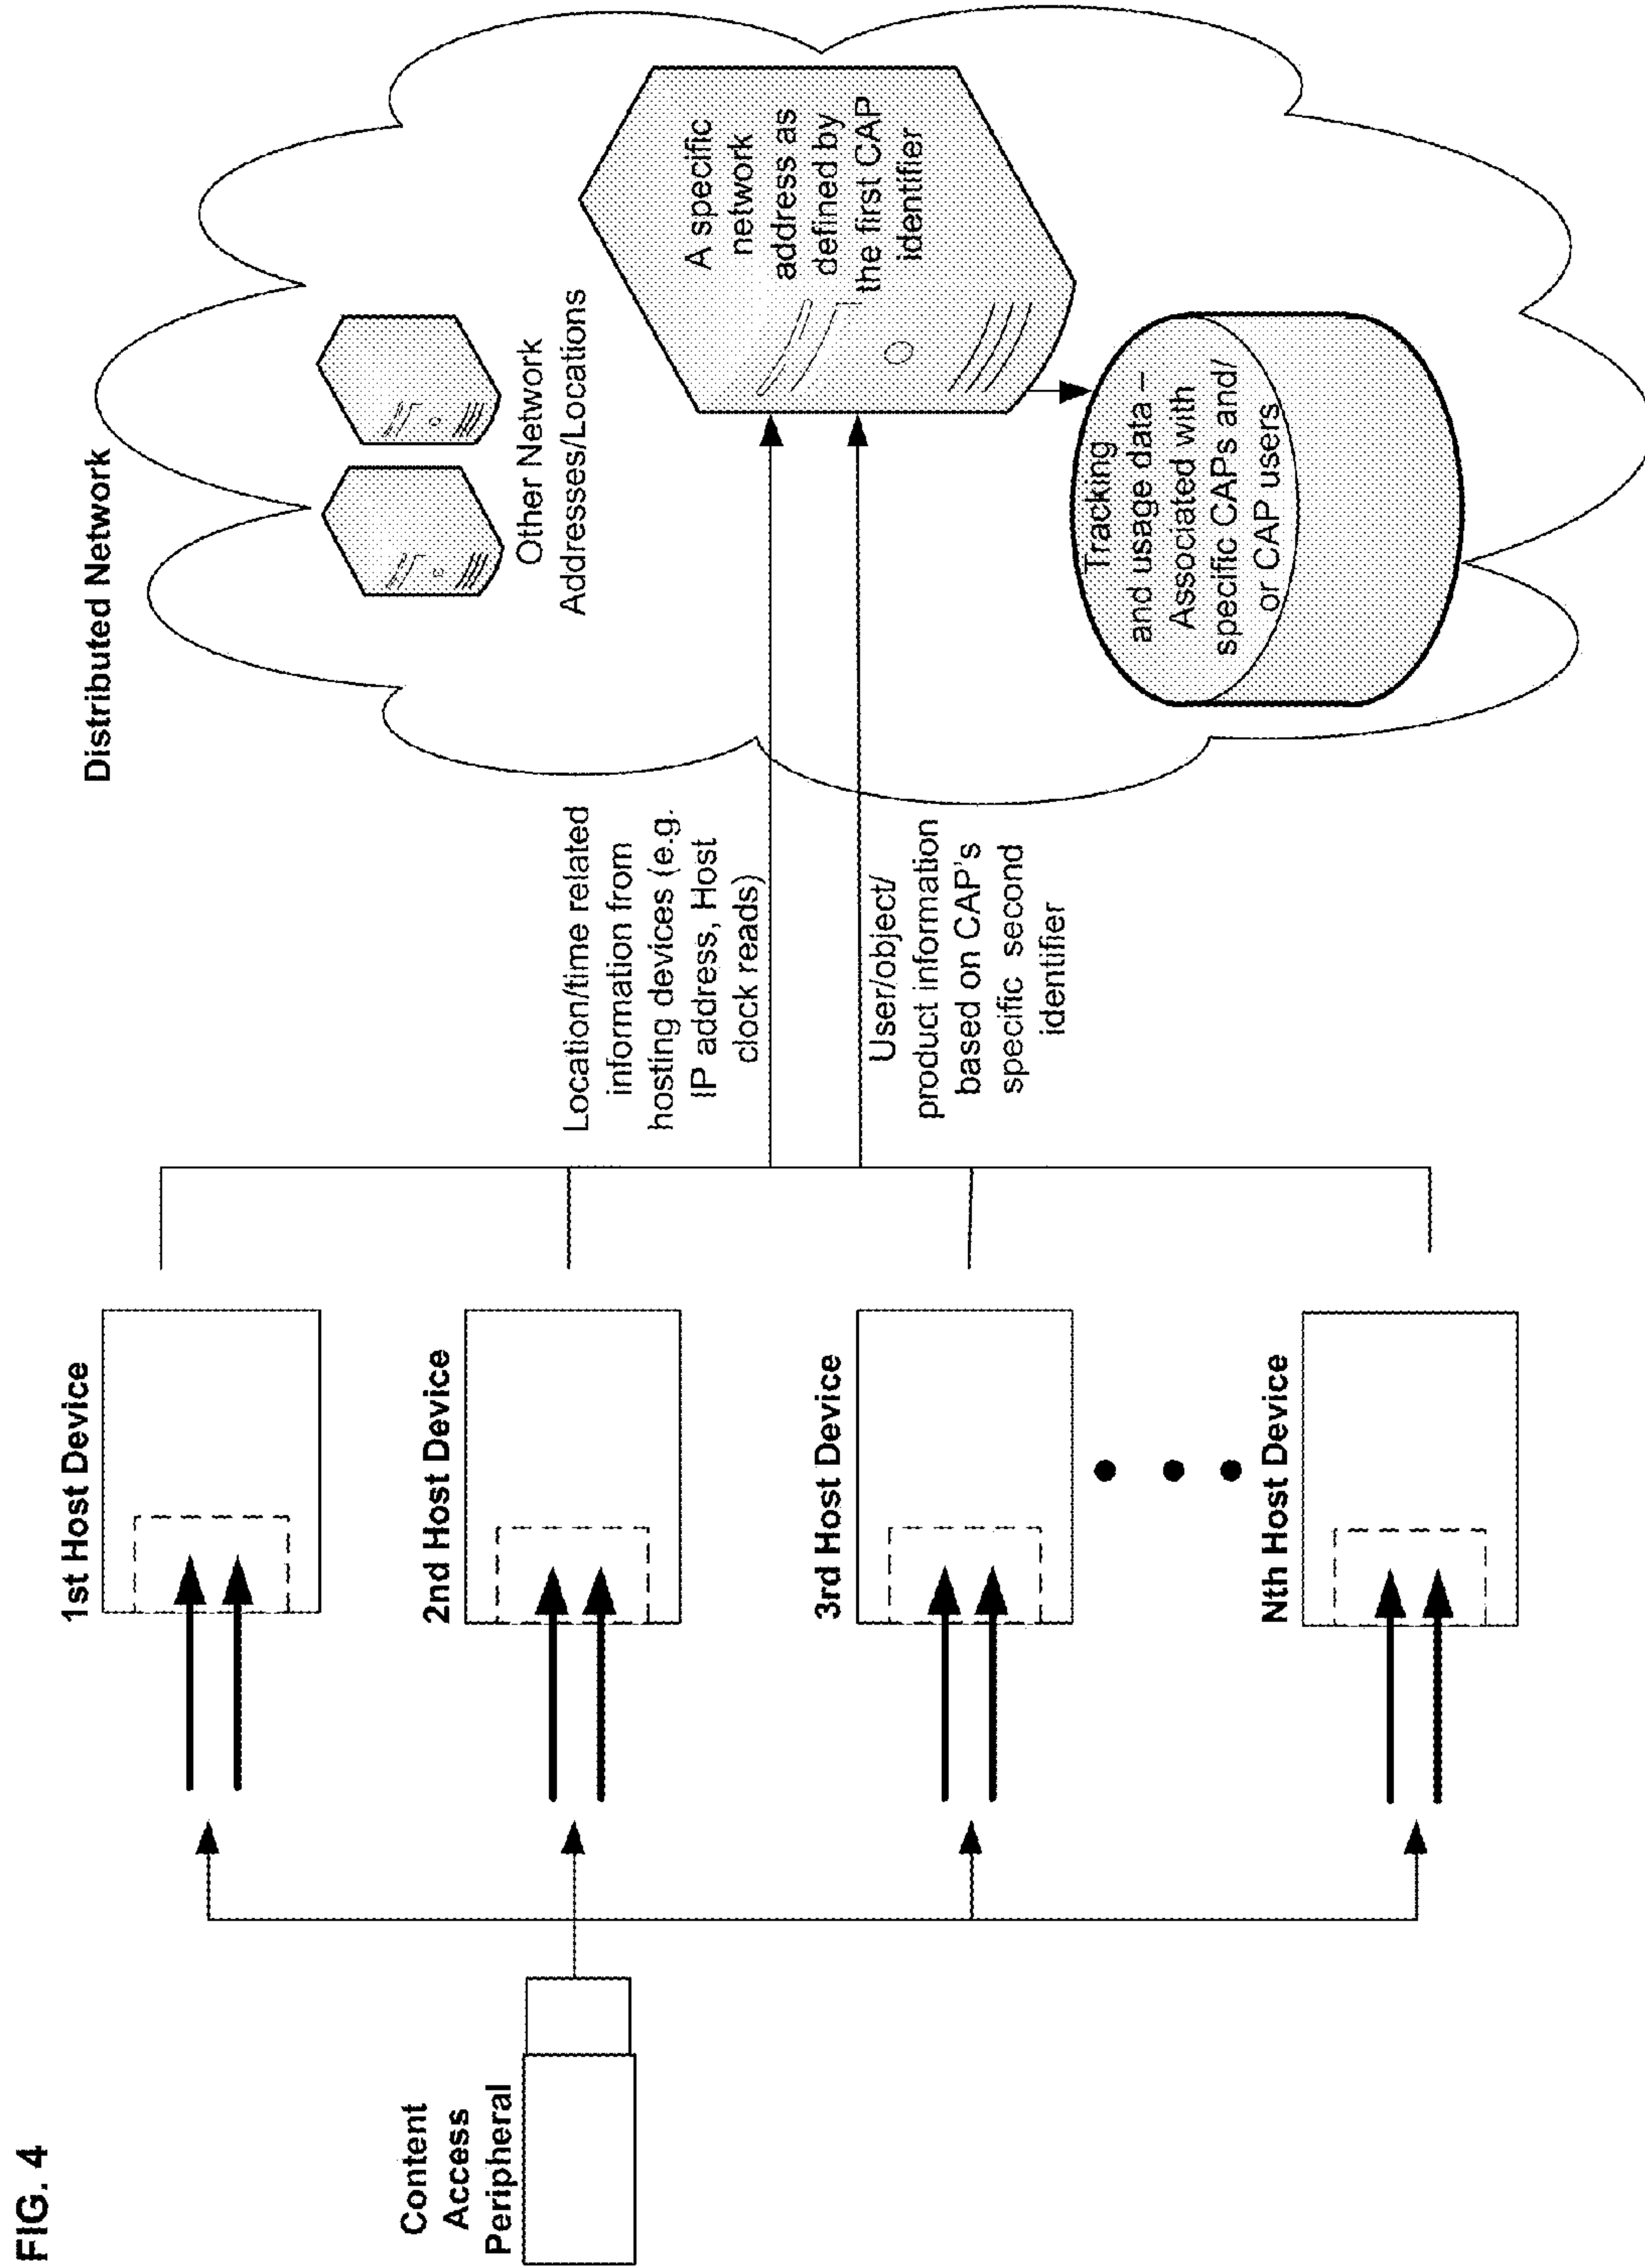 FIG. 4
Content
Access
Peripheral
1st Host Device
2nd Host Device
3rd Host Device
Nth Host Device
Location/time related
information from
hosting devices (e.g.
IP address, Host
clock reads)
User/object/
product information
based on CAP's
specific second
identifier
Distributed Network
Other Network
Addresses/Locations
A specific
network
address as
defined by
the first CAP
identifier
Tracking
and usage data –
Associated with
specific CAPs and/
or CAP users